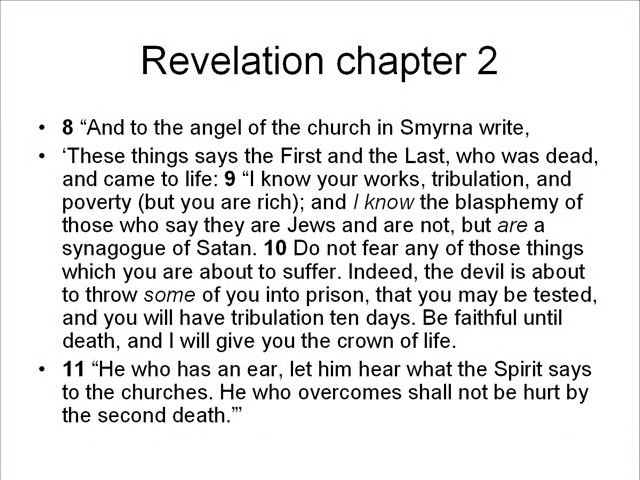 Revelation chapter 2
• 8 “And to the angel of the church in Smyrna write,
• ‘These things says the First and the Last, who was dead,
and came to life: 9 “I know your works, tribulation, and
poverty (but you are rich); and I know the blasphemy of
those who say they are Jews and are not, but are a
synagogue of Satan. 10 Do not fear any of those things
which you are about to suffer. Indeed, the devil is about
to throw some of you into prison, that you may be tested,
and you will have tribulation ten days. Be faithful until
death, and I will give you the crown of life.
• 11 “He who has an ear, let him hear what the Spirit says
to the churches. He who overcomes shall not be hurt by
the second death.”’